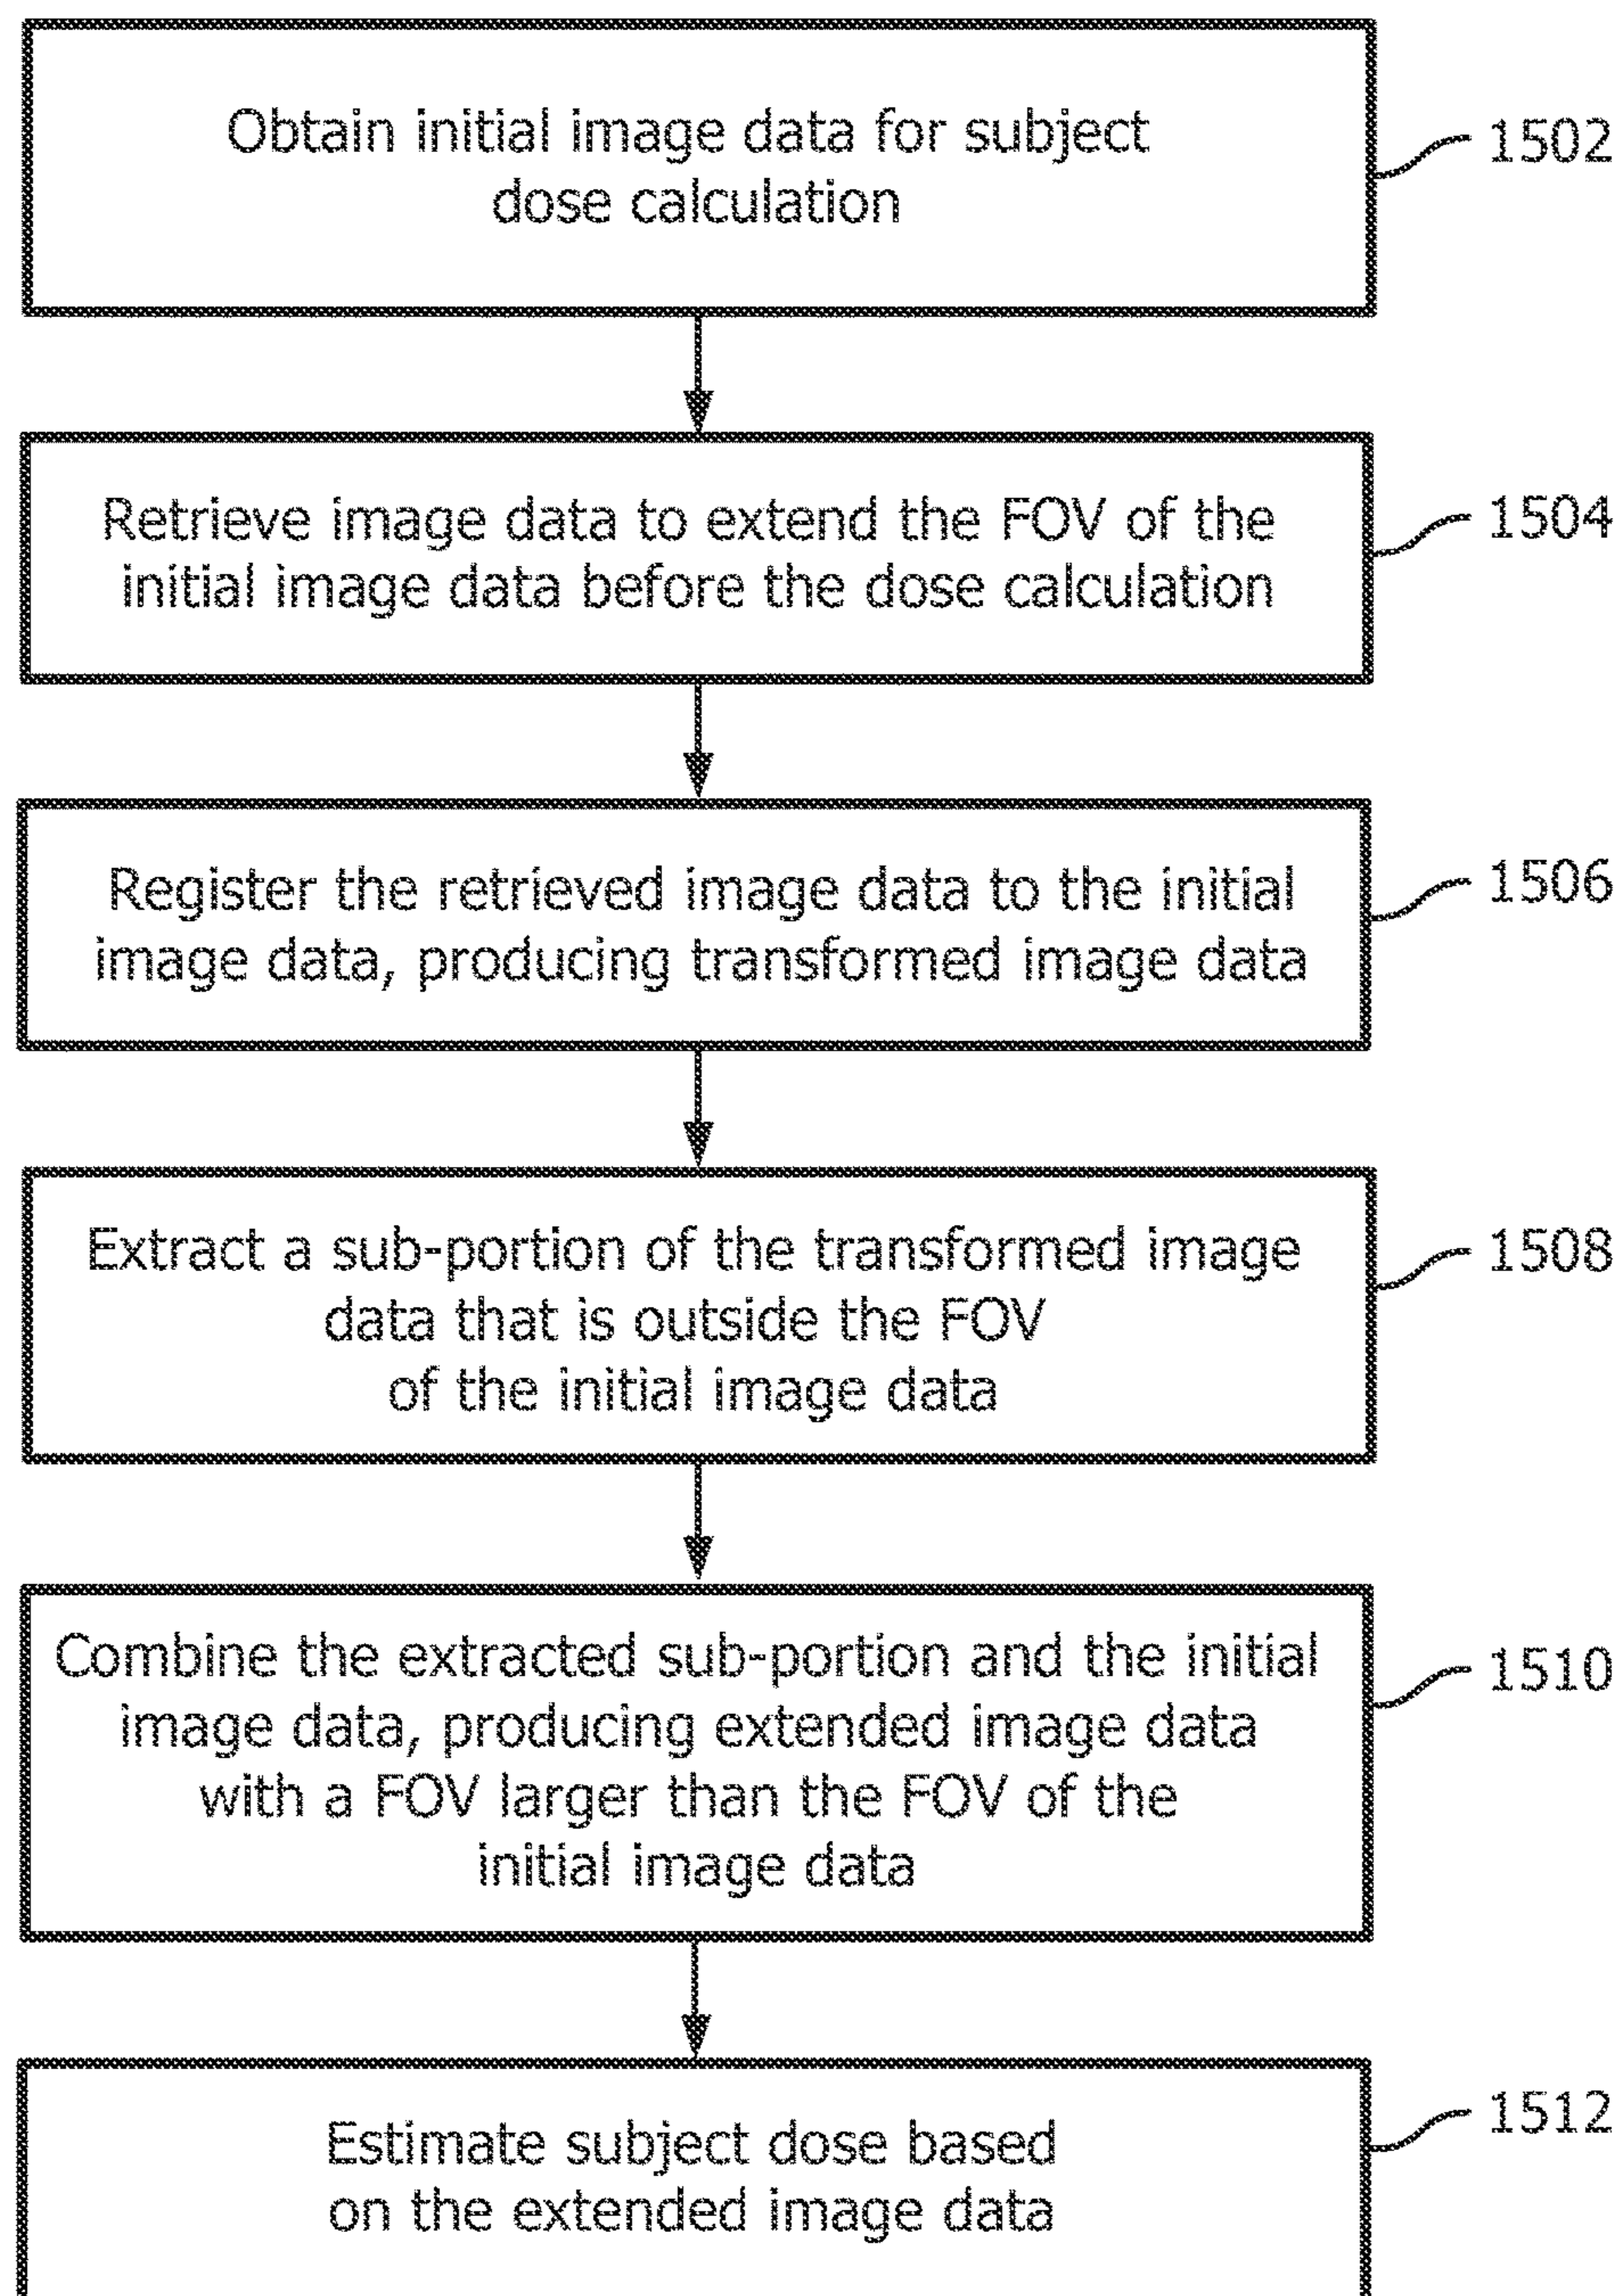 Obtain initial image data for subject
dose calculation
1502
Retrieve image data to extend the FOV of the
initial image data before the dose calculation
1504
Register the retrieved image data to the initial
image data, producing transformed image data
1506
Extract a sub-portion of the transformed image
data that is outside the FOV
of the initial image data
1508
Combine the extracted sub-portion and the initial
image data, producing extended image data
with a FOV larger than the FOV of the
initial image data
1510
Estimate subject dose based
on the extended image data
1512